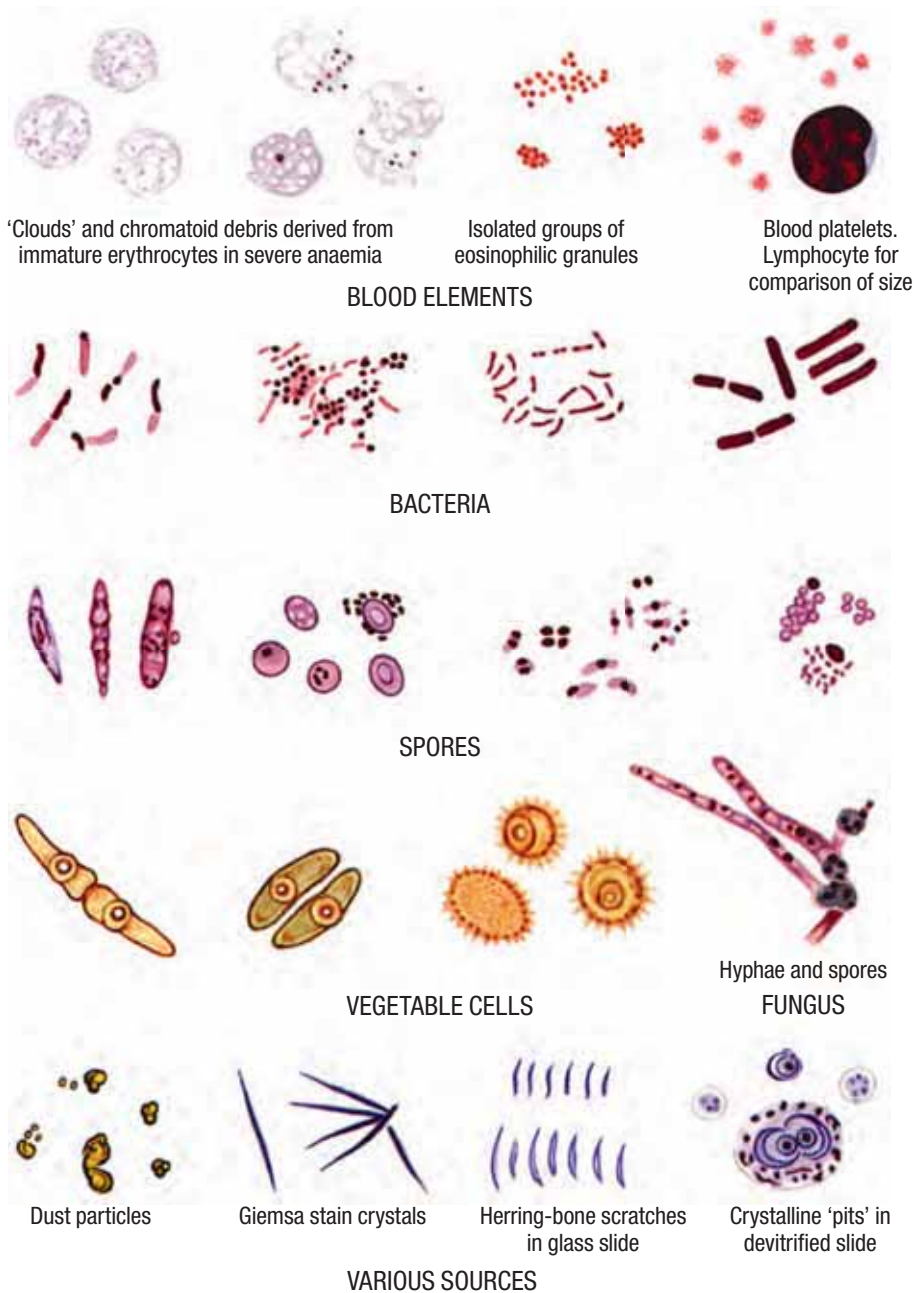 ‘Clouds’ and chromatoid debris derived from
immature erythrocytes in severe anaemia
Isolated groups of
eosinophilic granules
Blood platelets.
Lymphocyte for
comparison of size
BLOOD ELEMENTS
BACTERIA
SPORES
Hyphae and spores
VEGETABLE CELLS
FUNGUS
Dust particles
Giemsa stain crystals
Herring-bone scratches
in glass slide
Crystalline ‘pits’ in
devitrified slide
VARIOUS SOURCES